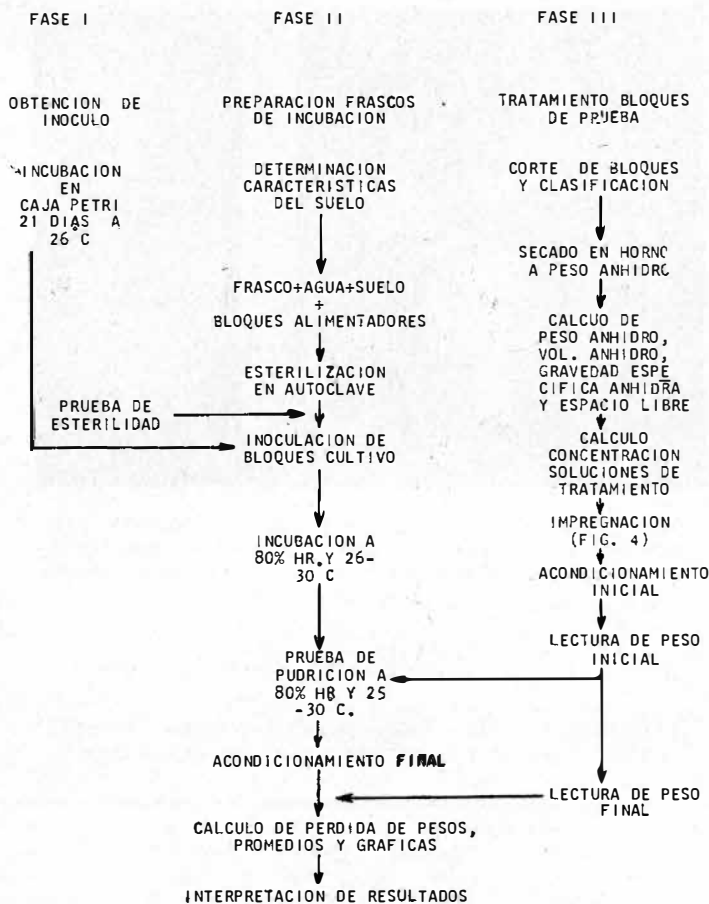 FASE I
OBTENCION DE
INOCULO
INCUBACION
EN
CAJA PETRI
21 DIAS A
26°C
PRUEBA DE
ESTERILIDAD
FASE II
PREPARACION FRASCOS
DE INCUBACION
DETERMINACION
CARACTERISTICAS
DEL SUELO
FRASCO+AGUA+SUELO
+
BLOQUES ALIMENTADORES
ESTERILIZACION
EN AUTOCLAVE
INOCULACION DE
BLOQUES CULTIVO
INCUBACION A
80% HR.Y 26-
30 C
PRUEBA DE
PUDRICION A
80% HR Y 25
-30 C.
ACONDICIONAMIENTO FINAL
CALCULO DE PERDIDA DE PESOS,
PROMEDIOS Y GRAFICAS
INTERPRETACION DE RESULTADOS
FASE III
TRATAMIENTO BLOQUES
DE PRUEBA
CORTE DE BLOQUES
Y CLASIFICACION
SECADO EN HORNO
A PESO ANHIDRO
CALCUO DE
PESO ANHIDRO,
VOL. ANHIDRO,
GRAVEDAD ESPE
CIFICA ANHIDRA
Y ESPACIO LIBRE
CALCULO
CONCENTRACION
SOLUCIONES DE
TRATAMIENTO
IMPREGNACION
(FIG. 4)
ACONDICIONAMIENTO
INICIAL
LECTURA DE PESO
INICIAL
LECTURA DE PESO
FINAL